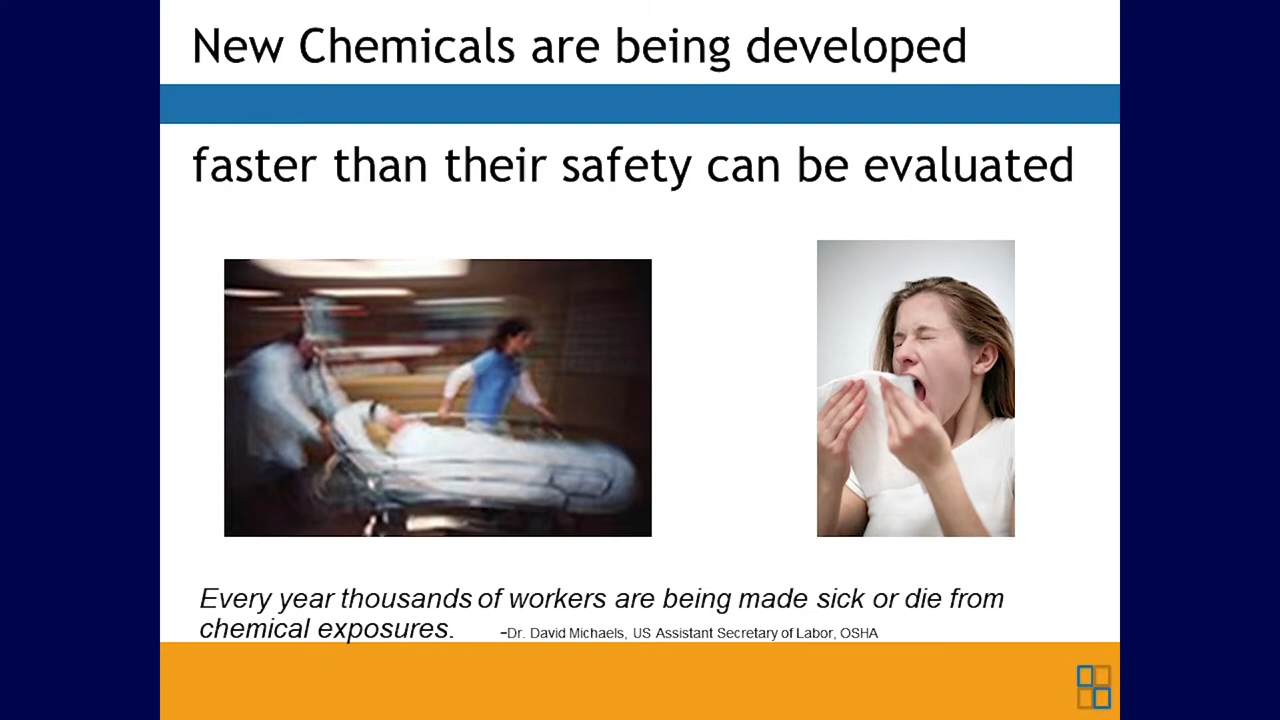 New Chemicals are being developed
faster than their safety can be evaluated
Every year thousands of workers are being made sick or die from
chemical exposures. -Dr. David Michaels, US Assistant Secretary of Labor, OSHA